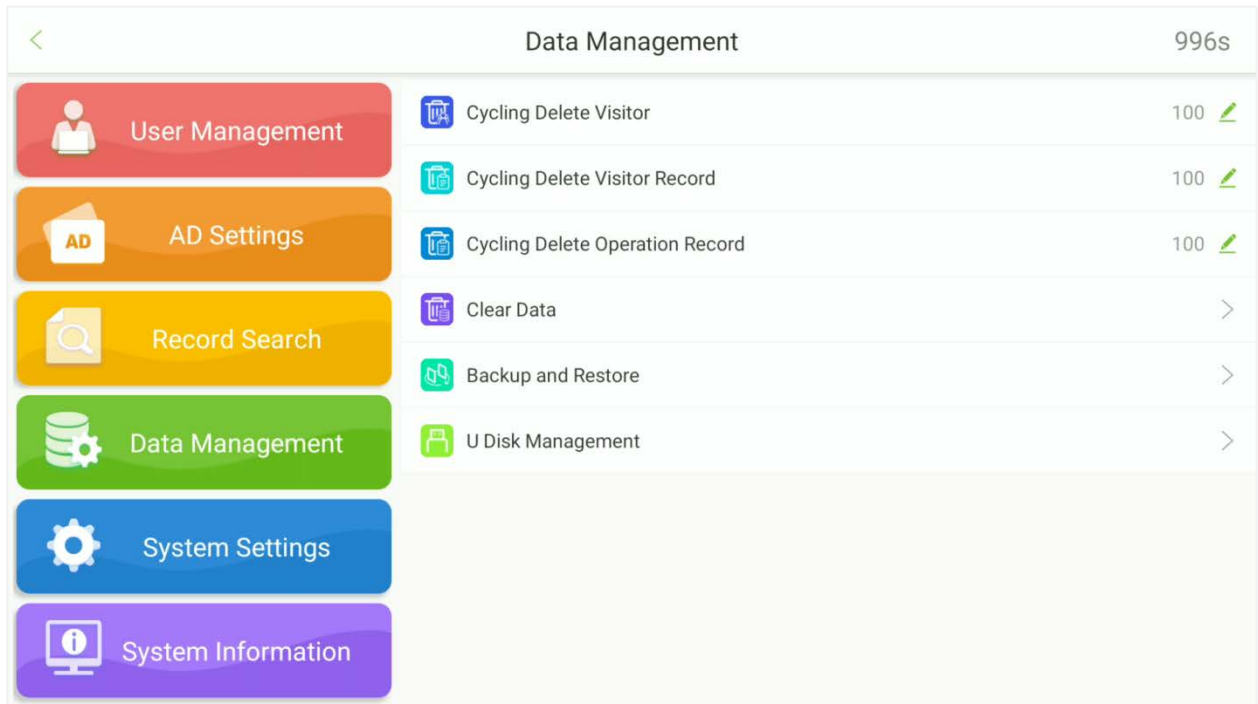 Data Management
996s
User Management
AD
AD Settings
Record Search
Data Management
System Settings
System Information
Cycling Delete Visitor
100
Cycling Delete Visitor Record
100
Cycling Delete Operation Record
100
Clear Data
Backup and Restore
U Disk Management